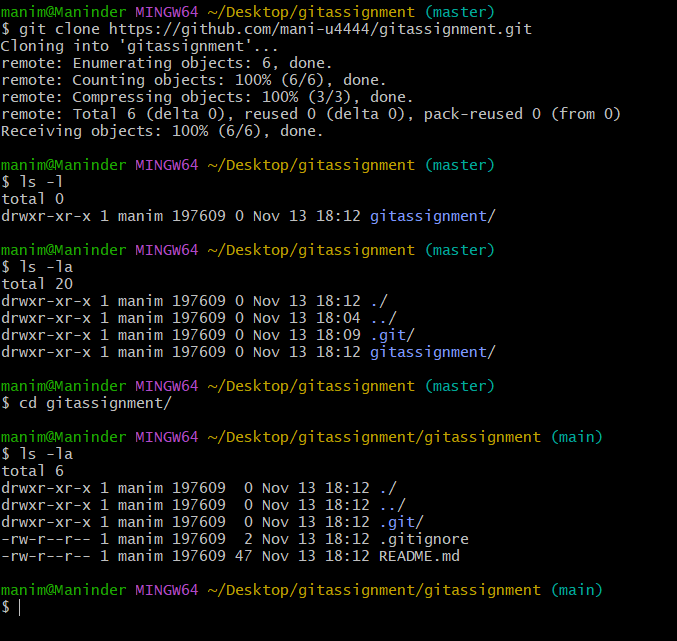 manim@Maninder MINGW64 ~/Desktop/gitassignment (master)
$ git clone https://github.com/mani-u4444/gitassignment.git
Cloning into 'gitassignment'...
remote: Enumerating objects: 6, done.
remote: Counting objects: 100% (6/6), done.
remote: Compressing objects: 100% (3/3), done.
remote: Total 6 (delta 0), reused 0 (delta 0), pack-reused 0 (from 0)
Receiving objects: 100% (6/6), done.

manim@Maninder MINGW64 ~/Desktop/gitassignment (master)
$ ls -l
total 0
drwxr-xr-x 1 manim 197609 0 Nov 13 18:12 gitassignment/

manim@Maninder MINGW64 ~/Desktop/gitassignment (master)
$ ls -la
total 20
drwxr-xr-x 1 manim 197609 0 Nov 13 18:12 ./
drwxr-xr-x 1 manim 197609 0 Nov 13 18:04 ../
drwxr-xr-x 1 manim 197609 0 Nov 13 18:09 .git/
drwxr-xr-x 1 manim 197609 0 Nov 13 18:12 gitassignment/

manim@Maninder MINGW64 ~/Desktop/gitassignment (master)
$ cd gitassignment/

manim@Maninder MINGW64 ~/Desktop/gitassignment/gitassignment (main)
$ ls -la
total 6
drwxr-xr-x 1 manim 197609  0 Nov 13 18:12 ./
drwxr-xr-x 1 manim 197609  0 Nov 13 18:12 ../
drwxr-xr-x 1 manim 197609  0 Nov 13 18:12 .git/
-rw-r--r-- 1 manim 197609  2 Nov 13 18:12 .gitignore
-rw-r--r-- 1 manim 197609 47 Nov 13 18:12 README.md

manim@Maninder MINGW64 ~/Desktop/gitassignment/gitassignment (main)
$